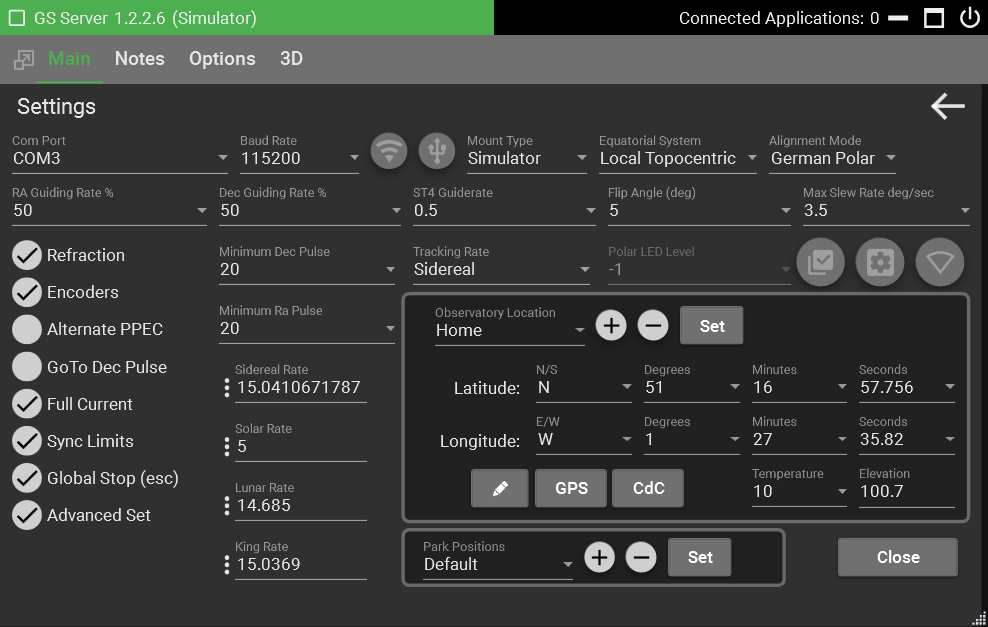 GS Server 1.2.2.6 (Simulator) Connected Applications: 0
Main Notes Options 3D
Settings
Com Port Baud Rate Mount Type Equatorial System Alignment Mode
COM3 115200 Simulator Local Topocentric German Polar
RA Guiding Rate % Dec Guiding Rate % ST4 Guiderate Flip Angle (deg) Max Slew Rate deg/sec
50 50 0.5 5 3.5
Refraction
Encoders
Alternate PPEC
GoTo Dec Pulse
Full Current
Sync Limits
Global Stop (esc)
Advanced Set
Minimum Dec Pulse Tracking Rate Polar LED Level
20 Sidereal -1
Minimum Ra Pulse
20
Sidereal Rate
15.0410671787
Solar Rate
5
Lunar Rate
14.685
King Rate
15.0369
Observatory Location
Home Set
N/S Degrees Minutes Seconds
Latitude: N 51 16 57.756
E/W Degrees Minutes Seconds
Longitude: W 1 27 35.82
GPS CdC
Temperature Elevation
10 100.7
Park Positions
Default Set
Close